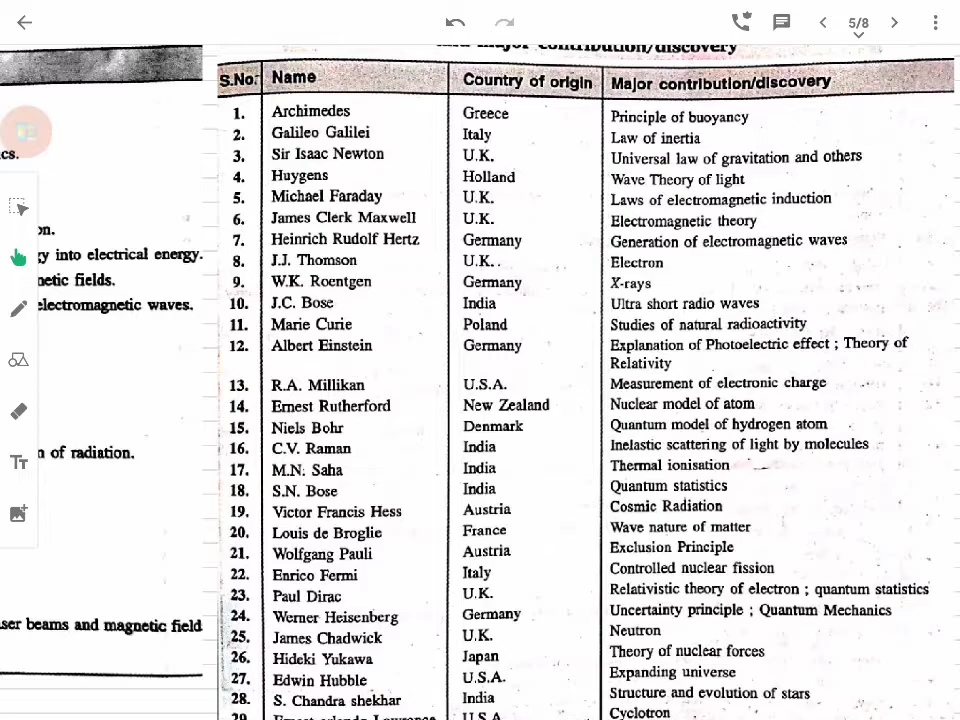 5/8
and major contribution/discovery
S.No. Name Country of origin Major contribution/discovery
1. Archimedes Greece Principle of buoyancy
2. Galileo Galilei Italy Law of inertia
3. Sir Isaac Newton U.K. Universal law of gravitation and others
4. Huygens Holland Wave Theory of light
5. Michael Faraday U.K. Laws of electromagnetic induction
6. James Clerk Maxwell U.K. Electromagnetic theory
7. Heinrich Rudolf Hertz Germany Generation of electromagnetic waves
8. J.J. Thomson U.K. Electron
9. W.K. Roentgen Germany X-rays
10. J.C. Bose India Ultra short radio waves
11. Marie Curie Poland Studies of natural radioactivity
12. Albert Einstein Germany Explanation of Photoelectric effect ; Theory of
Relativity
13. R.A. Millikan U.S.A. Measurement of electronic charge
14. Ernest Rutherford New Zealand Nuclear model of atom
15. Niels Bohr Denmark Quantum model of hydrogen atom
16. C.V. Raman India Inelastic scattering of light by molecules
17. M.N. Saha India Thermal ionisation
18. S.N. Bose India Quantum statistics
19. Victor Francis Hess Austria Cosmic Radiation
20. Louis de Broglie France Wave nature of matter
21. Wolfgang Pauli Austria Exclusion Principle
22. Enrico Fermi Italy Controlled nuclear fission
23. Paul Dirac U.K. Relativistic theory of electron ; quantum statistics
24. Werner Heisenberg Germany Uncertainty principle ; Quantum Mechanics
25. James Chadwick U.K. Neutron
26. Hideki Yukawa Japan Theory of nuclear forces
27. Edwin Hubble U.S.A. Expanding universe
28. S. Chandra shekhar India Structure and evolution of stars
29. Lawrence U.S.A. Cyclotron
cs.
on.
gy into electrical energy.
netic fields.
electromagnetic waves.
n of radiation.
ser beams and magnetic field
Tт